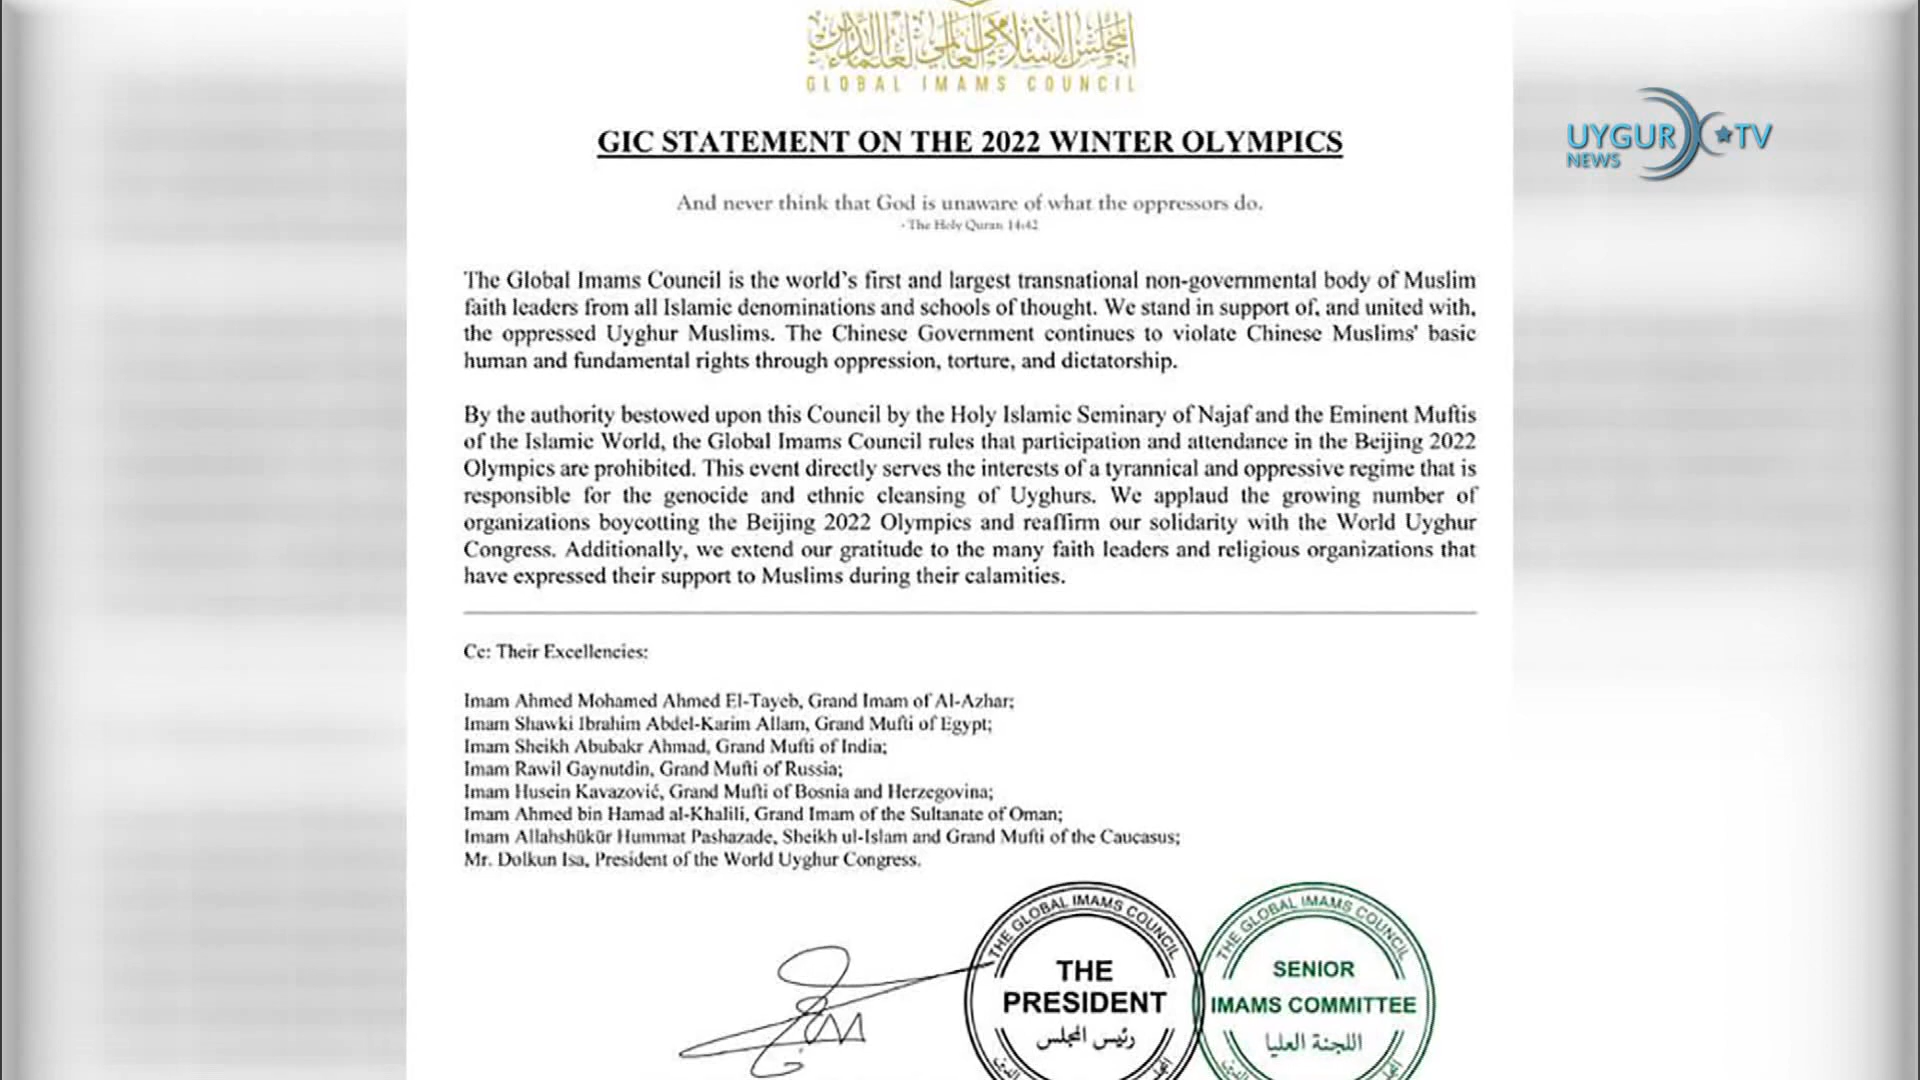 المجلس الإسلامي العالمي لعلماء الدين
GLOBAL IMAMS COUNCIL
GIC STATEMENT ON THE 2022 WINTER OLYMPICS
UYGUR TV
NEWS
And never think that God is unaware of what the oppressors do.
- The Holy Quran 14:42
The Global Imams Council is the world's first and largest transnational non-governmental body of Muslim
faith leaders from all Islamic denominations and schools of thought. We stand in support of, and united with,
the oppressed Uyghur Muslims. The Chinese Government continues to violate Chinese Muslims' basic
human and fundamental rights through oppression, torture, and dictatorship.
By the authority bestowed upon this Council by the Holy Islamic Seminary of Najaf and the Eminent Muftis
of the Islamic World, the Global Imams Council rules that participation and attendance in the Beijing 2022
Olympics are prohibited. This event directly serves the interests of a tyrannical and oppressive regime that is
responsible for the genocide and ethnic cleansing of Uyghurs. We applaud the growing number of
organizations boycotting the Beijing 2022 Olympics and reaffirm our solidarity with the World Uyghur
Congress. Additionally, we extend our gratitude to the many faith leaders and religious organizations that
have expressed their support to Muslims during their calamities.
Cc: Their Excellencies:
Imam Ahmed Mohamed Ahmed El-Tayeb, Grand Imam of Al-Azhar;
Imam Shawki Ibrahim Abdel-Karim Allam, Grand Mufti of Egypt;
Imam Sheikh Abubakr Ahmad, Grand Mufti of India;
Imam Rawil Gaynutdin, Grand Mufti of Russia;
Imam Husein Kavazović, Grand Mufti of Bosnia and Herzegovina;
Imam Ahmed bin Hamad al-Khalili, Grand Imam of the Sultanate of Oman;
Imam Allahshükür Hummat Pashazade, Sheikh ul-Islam and Grand Mufti of the Caucasus;
Mr. Dolkun Isa, President of the World Uyghur Congress.
THE GLOBAL IMAMS COUNCIL
THE
PRESIDENT
رئيس المجلس
THE GLOBAL IMAMS COUNCIL
SENIOR
IMAMS COMMITTEE
اللجنة العليا